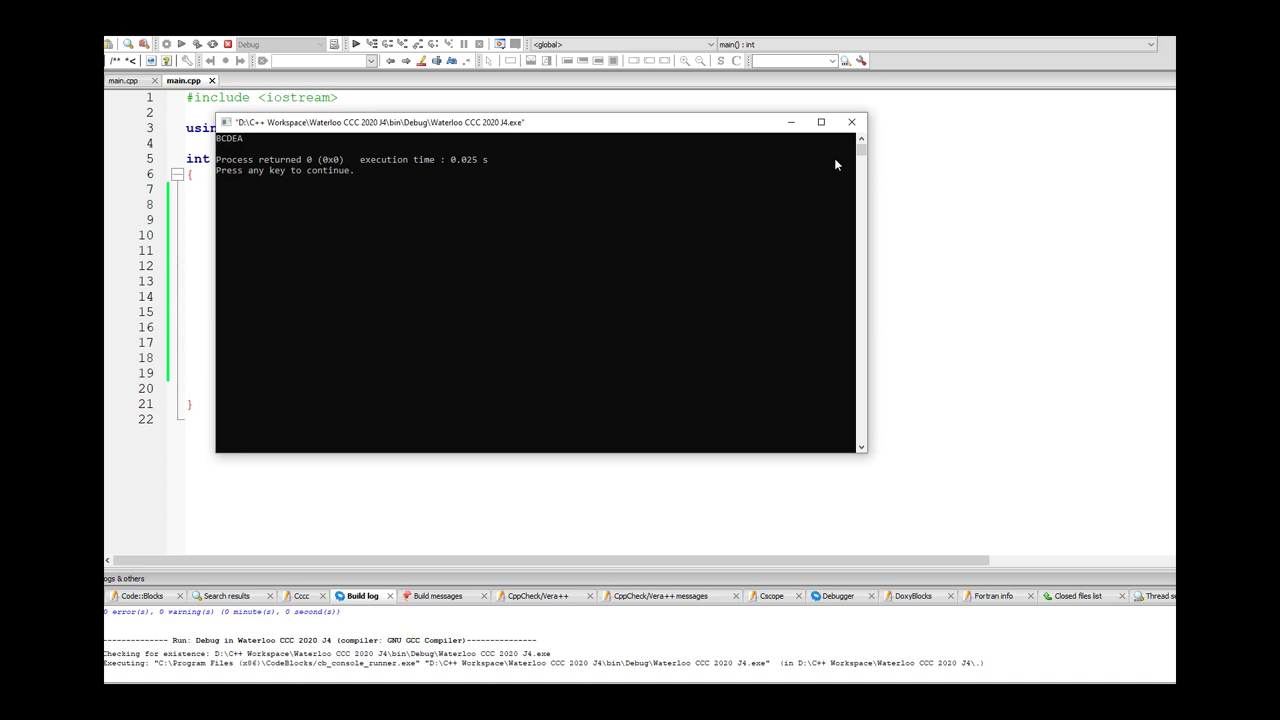 Debug
<global>
main() : int
/** *<
.*
S C
main.cpp
main.cpp
1 #include <iostream>
2
3 usin
4
5 int
6 {
7
8
9
10
11
12
13
14
15
16
17
18
19
20
21 }
22
"D:\C++ Workspace\Waterloo CCC 2020 J4\bin\Debug\Waterloo CCC 2020 J4.exe"
BCDEA
Process returned 0 (0x0)   execution time : 0.025 s
Press any key to continue.
ogs & others
Code::Blocks
Search results
Cccc
Build log
Build messages
CppCheck/Vera++
CppCheck/Vera++ messages
Cscope
Debugger
DoxyBlocks
Fortran info
Closed files list
Thread se
0 error(s), 0 warning(s) (0 minute(s), 0 second(s))
-------------- Run: Debug in Waterloo CCC 2020 J4 (compiler: GNU GCC Compiler)---------------
Checking for existence: D:\C++ Workspace\Waterloo CCC 2020 J4\bin\Debug\Waterloo CCC 2020 J4.exe
Executing: "C:\Program Files (x86)\CodeBlocks/cb_console_runner.exe" "D:\C++ Workspace\Waterloo CCC 2020 J4\bin\Debug\Waterloo CCC 2020 J4.exe"  (in D:\C++ Workspace\Waterloo CCC 2020 J4\.)